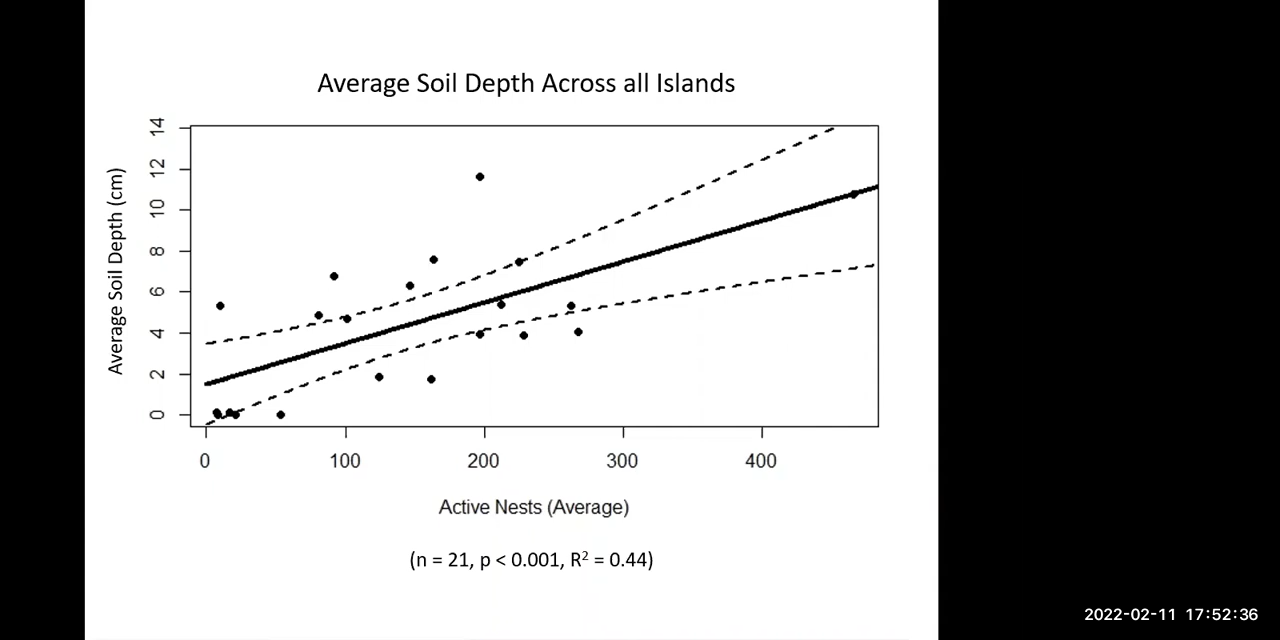 Average Soil Depth Across all Islands
Average Soil Depth (cm)
14
12
10
8
6
4
2
0
0 100 200 300 400
Active Nests (Average)
(n = 21, p < 0.001, R² = 0.44)
2022-02-11 17:52:36